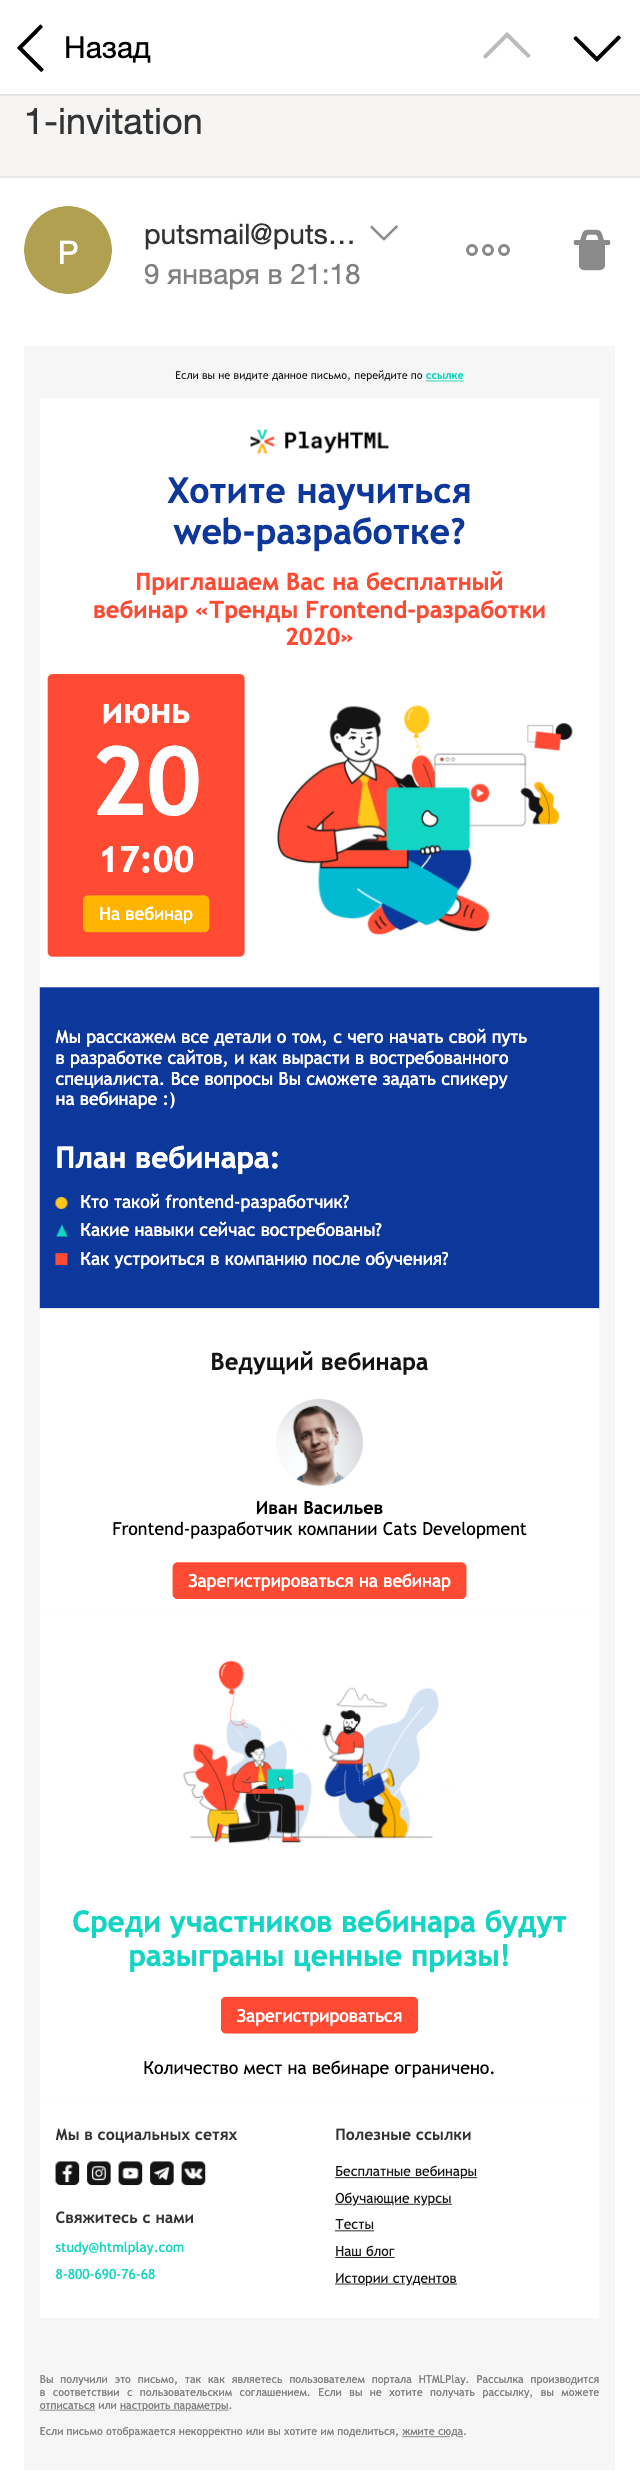 Назад
1-invitation
P
putsmail@puts...
9 января в 21:18
Если вы не видите данное письмо, перейдите по ссылке
PlayHTML
Хотите научиться
web-разработке?
Приглашаем Вас на бесплатный
вебинар «Тренды Frontend-разработки
2020»
июнь
20
17:00
На вебинар
Мы расскажем все детали о том, с чего начать свой путь
в разработке сайтов, и как вырасти в востребованного
специалиста. Все вопросы Вы сможете задать спикеру
на вебинаре :)
План вебинара:
Кто такой frontend-разработчик?
Какие навыки сейчас востребованы?
Как устроиться в компанию после обучения?
Ведущий вебинара
Иван Васильев
Frontend-разработчик компании Cats Development
Зарегистрироваться на вебинар
Среди участников вебинара будут
разыграны ценные призы!
Зарегистрироваться
Количество мест на вебинаре ограничено.
Мы в социальных сетях
Свяжитесь с нами
study@htmlplay.com
8-800-690-76-68
Полезные ссылки
Бесплатные вебинары
Обучающие курсы
Тесты
Наш блог
Истории студентов
Вы получили это письмо, так как являетесь пользователем портала HTMLPlay. Рассылка производится
в соответствии с пользовательским соглашением. Если вы не хотите получать рассылку, вы можете
отписаться или настроить параметры.
Если письмо отображается некорректно или вы хотите им поделиться, жмите сюда.